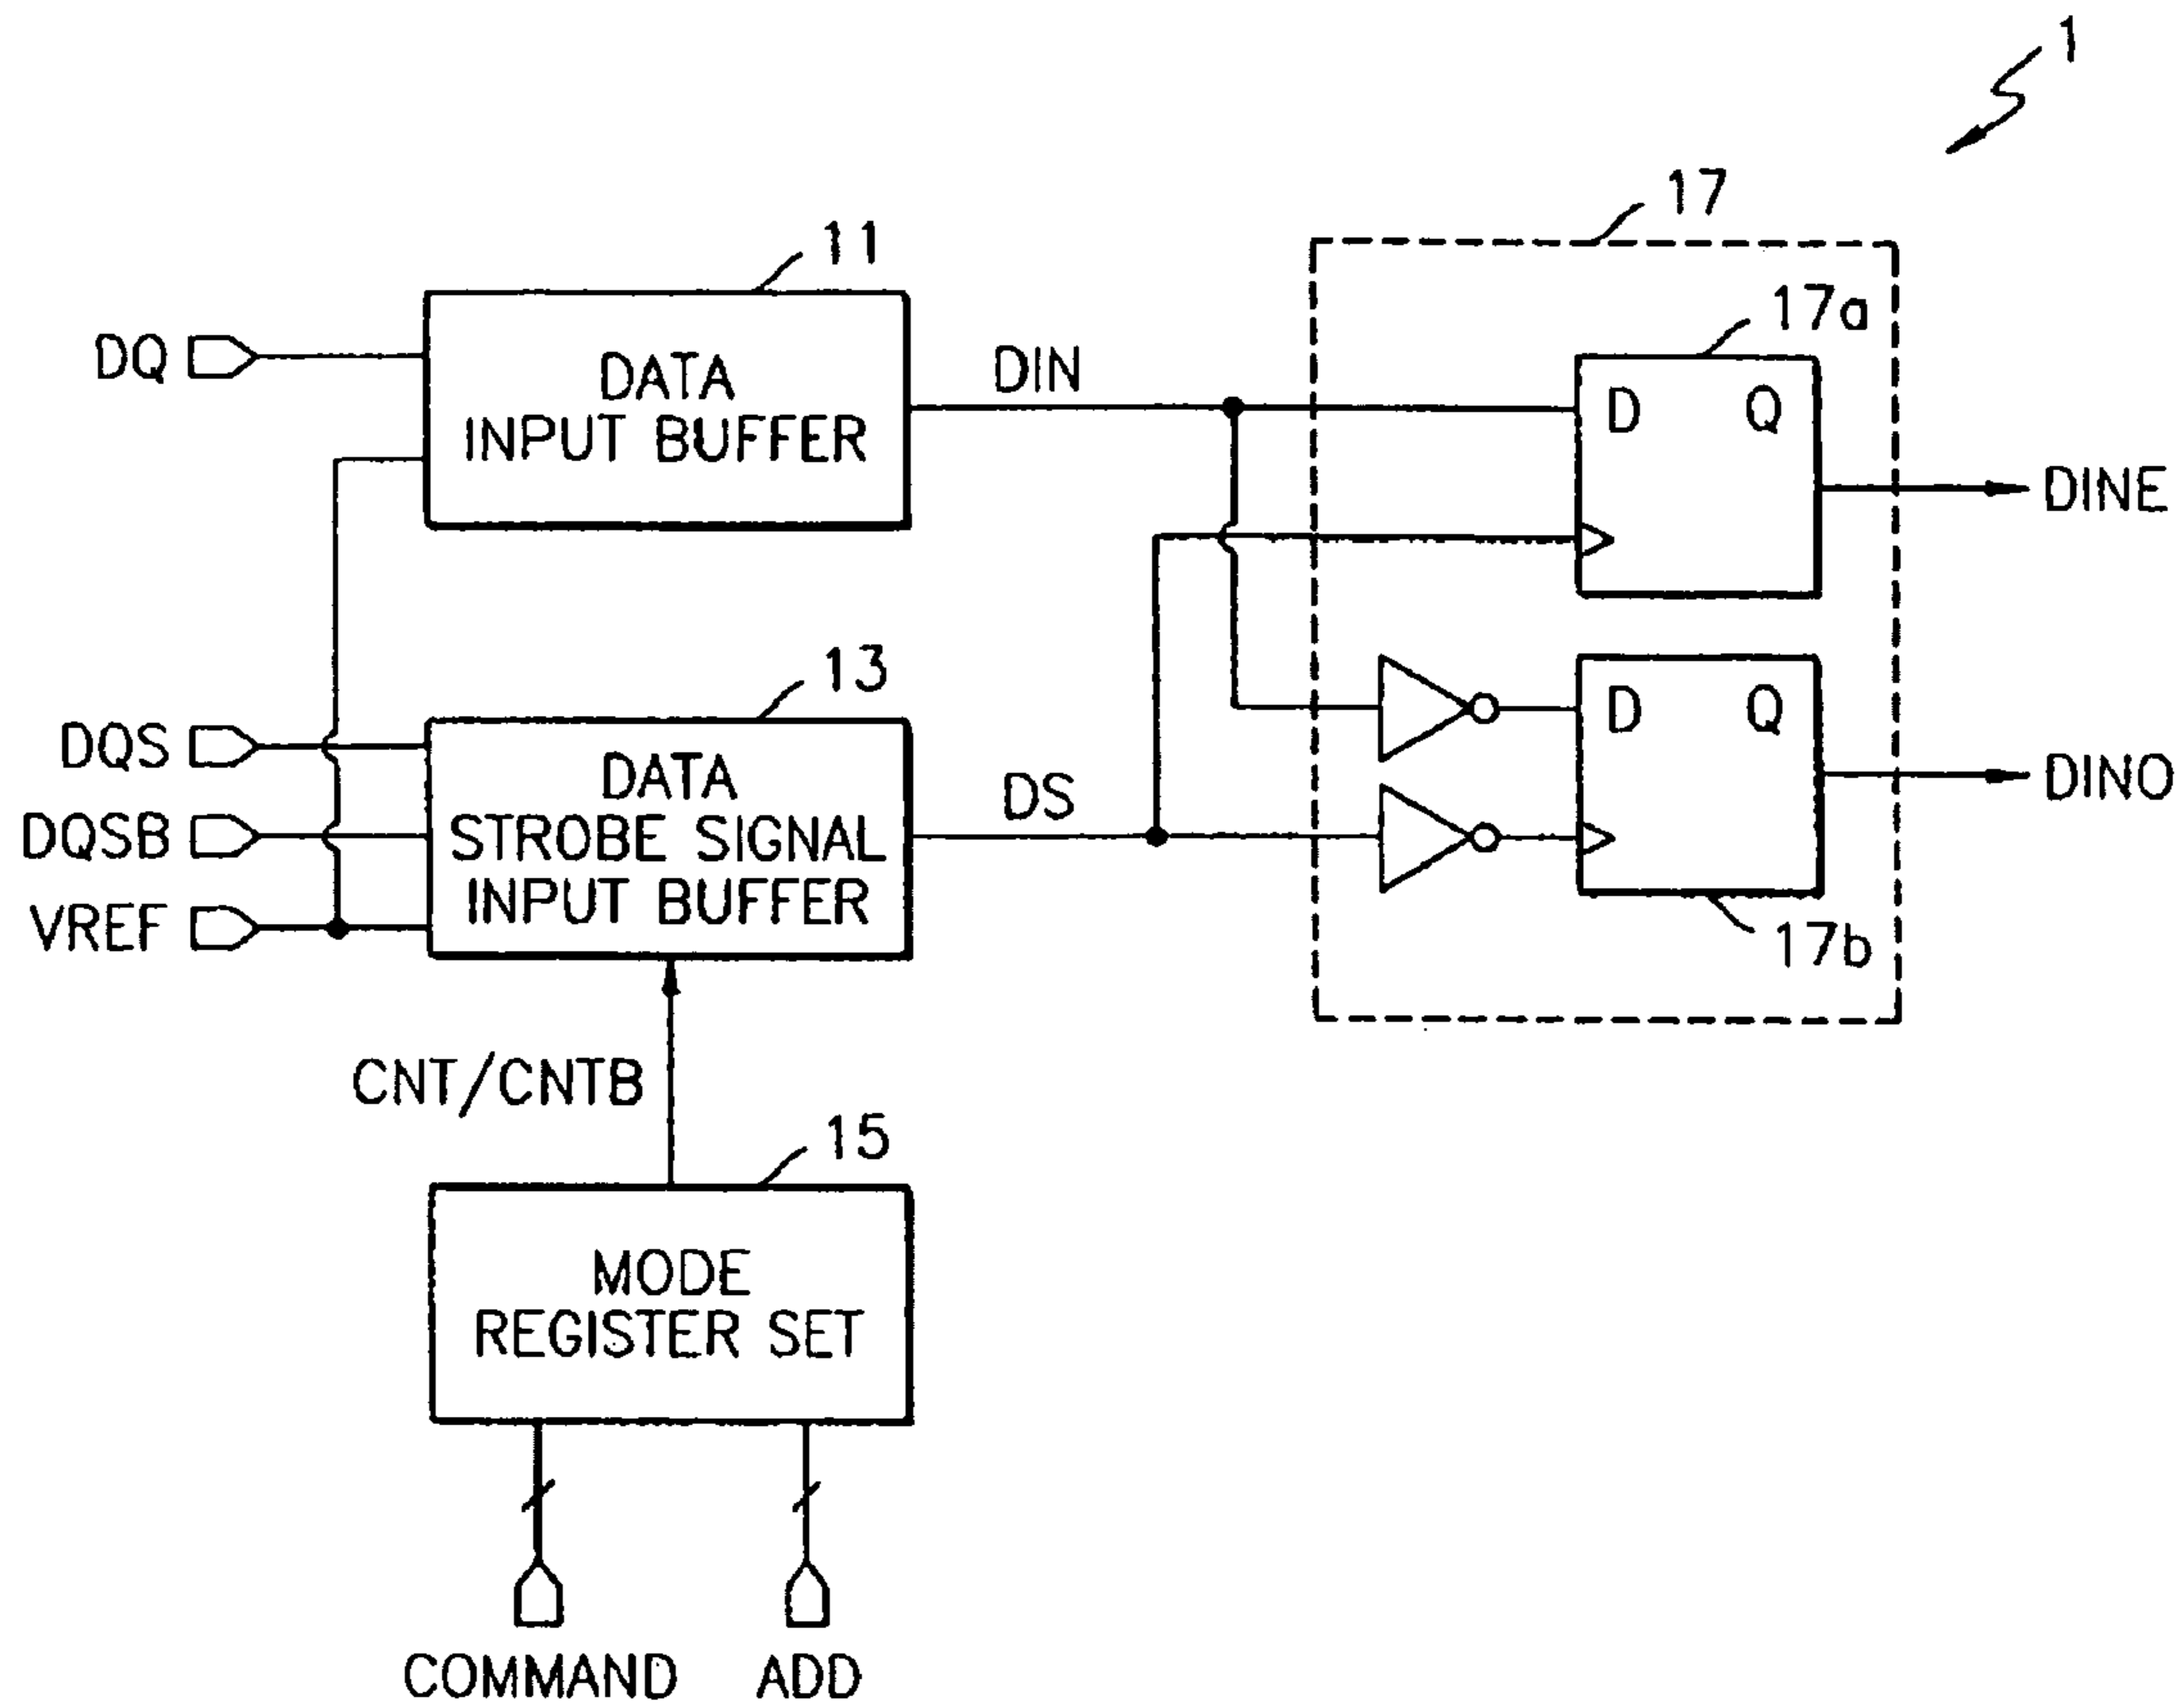 1
17
11
17a
DQ
DATA
INPUT BUFFER
DIN
D Q
DINE
13
DQS
DQSB
VREF
DATA
STROBE SIGNAL
INPUT BUFFER
DS
D Q
DINO
17b
CNT/CNTB
15
MODE
REGISTER SET
COMMAND
ADD